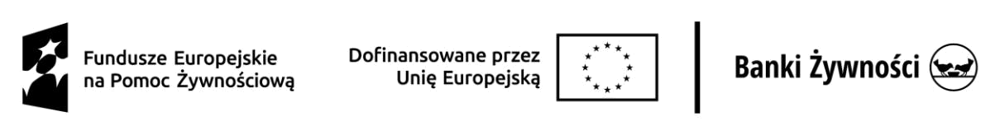 Fundusze Europejskie
na Pomoc Żywnościową
Dofinansowane przez
Unię Europejską
Banki Żywności